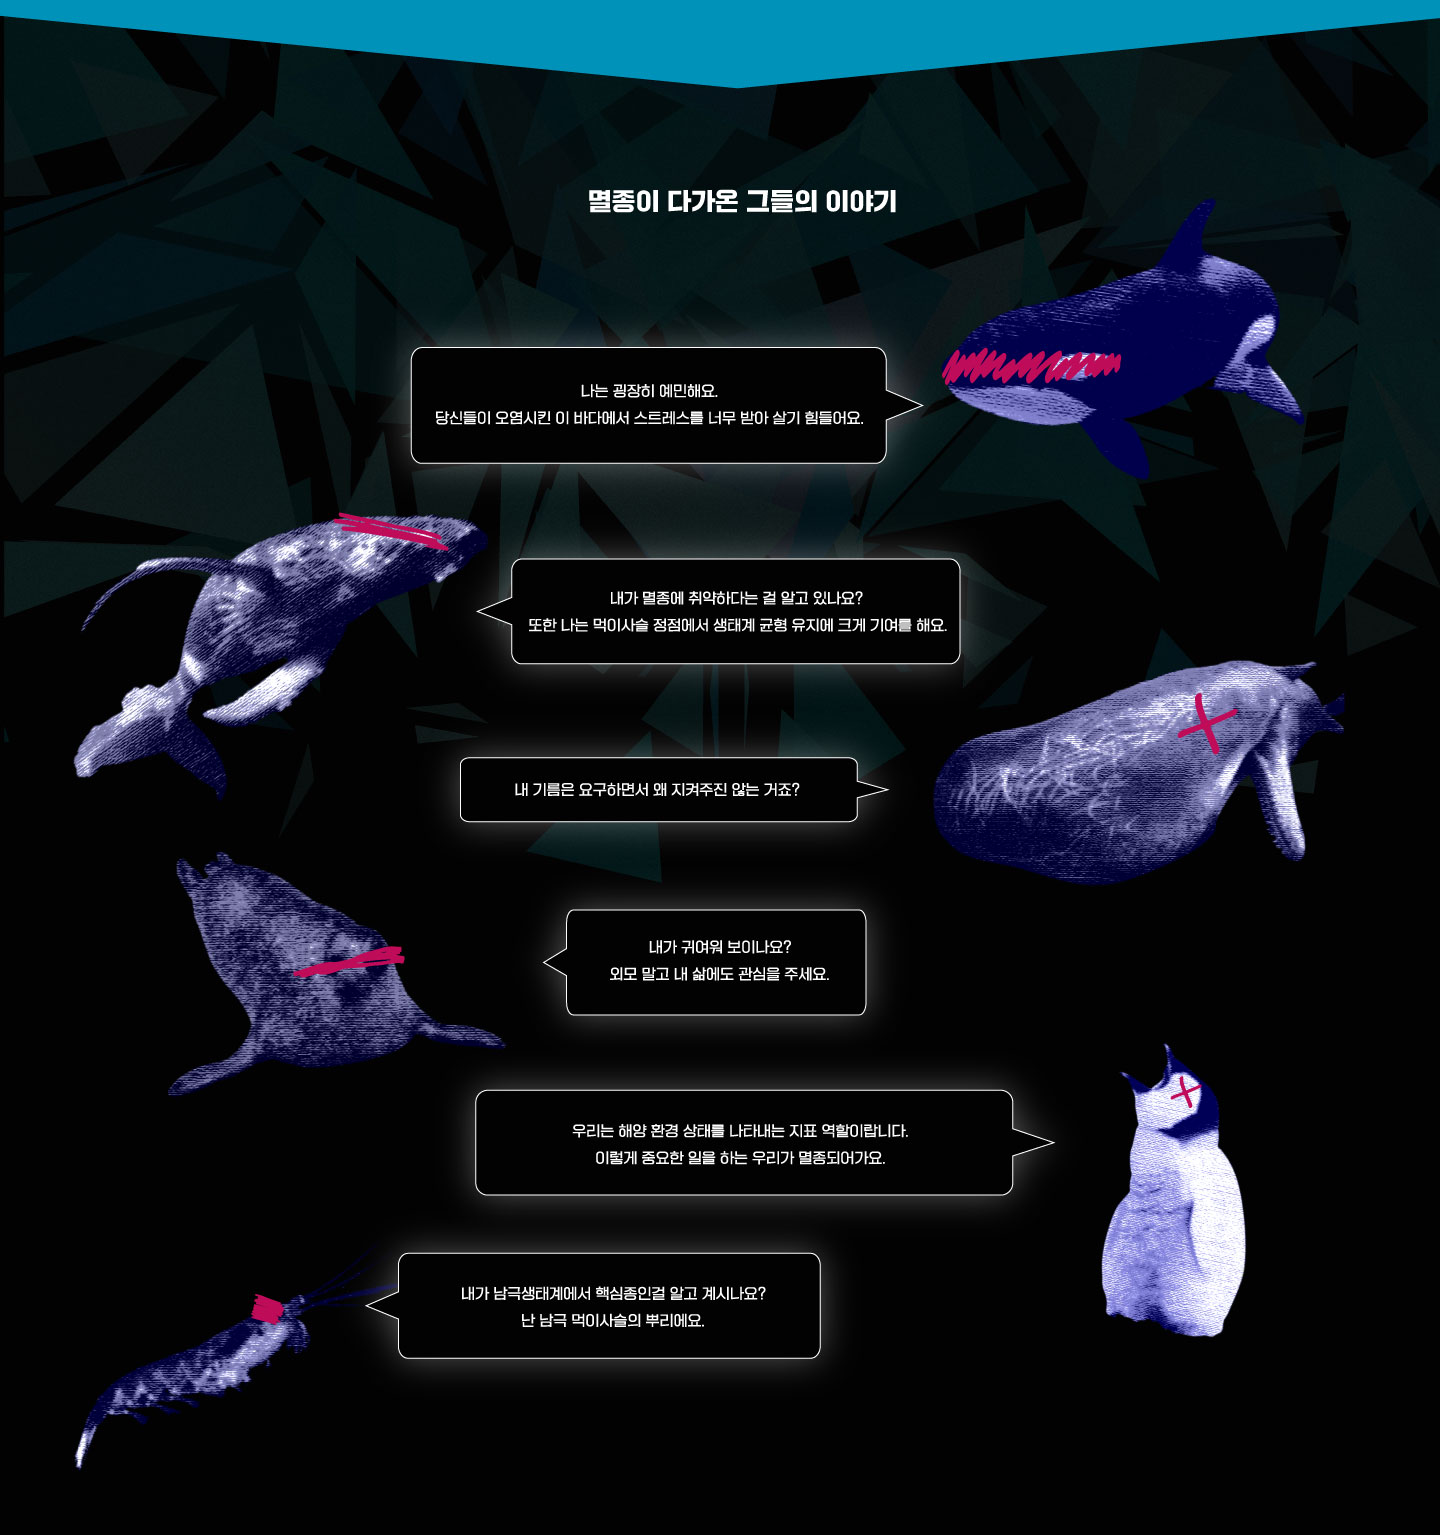 멸종이 다가온 그들의 이야기
나는 굉장히 예민해요.
당신들이 오염시킨 이 바다에서 스트레스를 너무 받아 살기 힘들어요.
내가 멸종에 취약하다는 걸 알고 있나요?
또한 나는 먹이사슬 정점에서 생태계 균형 유지에 크게 기여를 해요.
내 기름은 요구하면서 왜 지켜주진 않는 거죠?
내가 귀여워 보이나요?
외모 말고 내 삶에도 관심을 주세요.
우리는 해양 환경 상태를 나타내는 지표 역할이랍니다.
이렇게 중요한 일을 하는 우리가 멸종되어가요.
내가 남극생태계에서 핵심종인걸 알고 계시나요?
난 남극 먹이사슬의 뿌리에요.